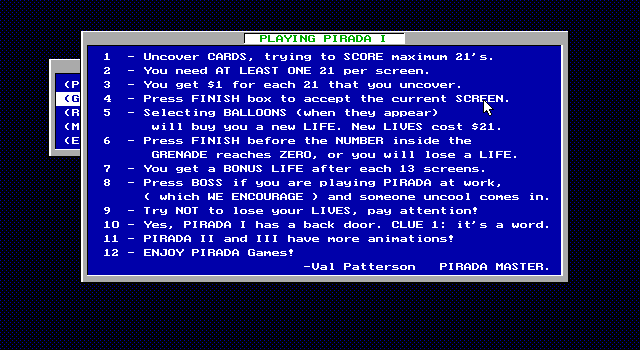 PLAYING PIRADA I
1 - Uncover CARDS, trying to SCORE maximum 21's.
2 - You need AT LEAST ONE 21 per screen.
3 - You get $1 for each 21 that you uncover.
4 - Press FINISH box to accept the current SCREEN.
5 - Selecting BALLOONS (when they appear)
will buy you a new LIFE. New LIVES cost $21.
6 - Press FINISH before the NUMBER inside the
GRENADE reaches ZERO, or you will lose a LIFE.
7 - You get a BONUS LIFE after each 13 screens.
8 - Press BOSS if you are playing PIRADA at work,
( which WE ENCOURAGE ) and someone uncool comes in.
9 - Try NOT to lose your LIVES, pay attention!
10 - Yes, PIRADA I has a back door. CLUE 1: it's a word.
11 - PIRADA II and III have more animations!
12 - ENJOY PIRADA Games!
-Val Patterson PIRADA MASTER.
(P
(G
(R
(M
(E